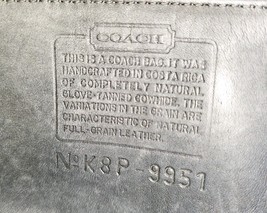 COACH
THIS IS A COACH BAG. IT WAS
HANDCRAFTED IN COSTA RICA
OF COMPLETELY NATURAL
GLOVE-TANNED COWHIDE. THE
VARIATIONS IN THE GRAIN ARE
CHARACTERISTIC OF NATURAL
FULL-GRAIN LEATHER.
No K8P-9951